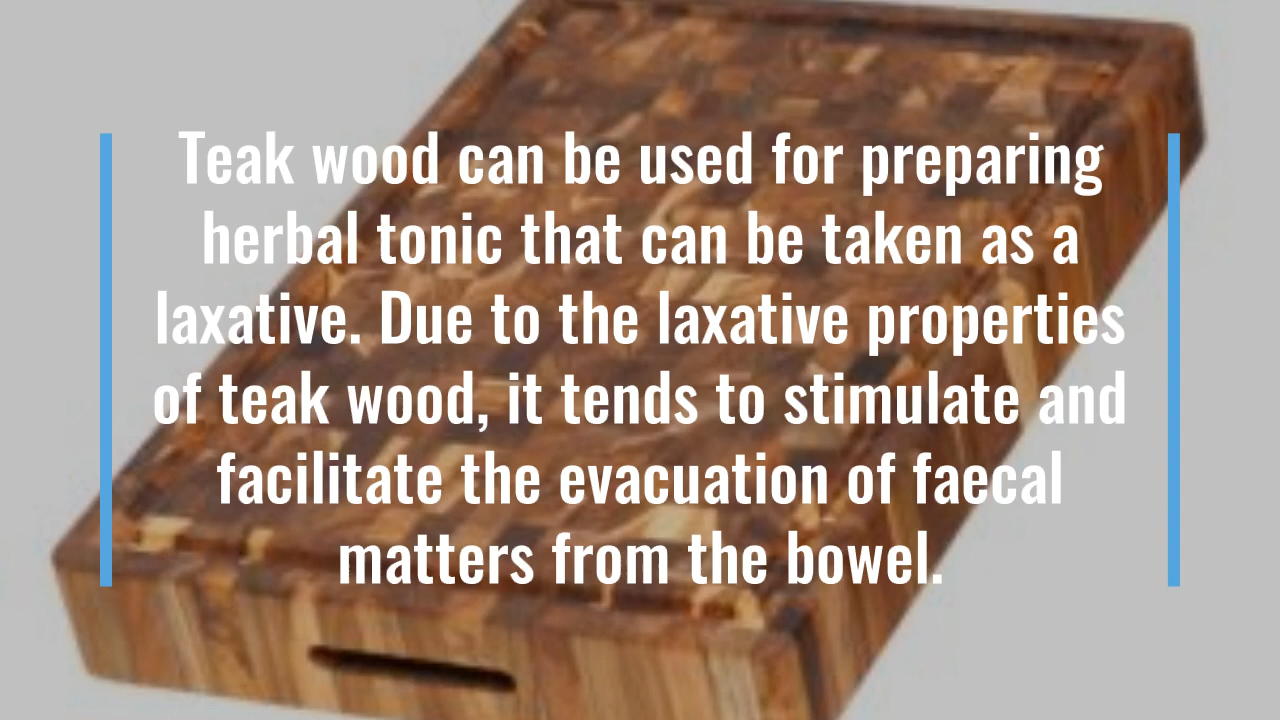 Teak wood can be used for preparing
herbal tonic that can be taken as a
laxative. Due to the laxative properties
of teak wood, it tends to stimulate and
facilitate the evacuation of faecal
matters from the bowel.